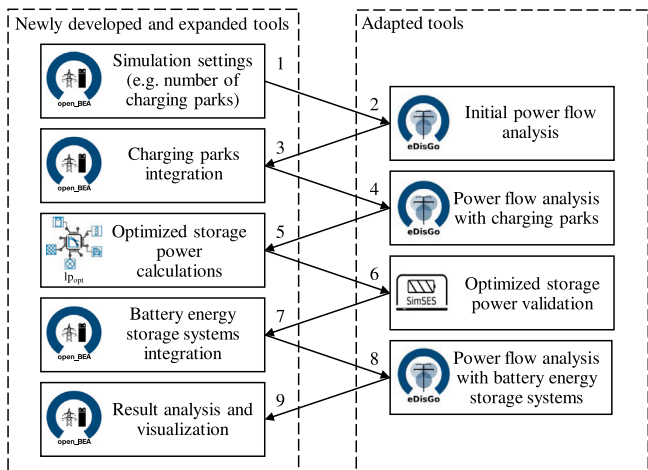 Newly developed and expanded tools
Adapted tools
open_BEA
Simulation settings
(e.g. number of
charging parks)
1
2
eDisGo
Initial power flow
analysis
3
open_BEA
Charging parks
integration
4
eDisGo
Power flow analysis
with charging parks
5
lpopt
Optimized storage
power
calculations
6
SimSES
Optimized storage
power validation
7
open_BEA
Battery energy
storage systems
integration
8
eDisGo
Power flow analysis
with battery energy
storage systems
9
open_BEA
Result analysis and
visualization